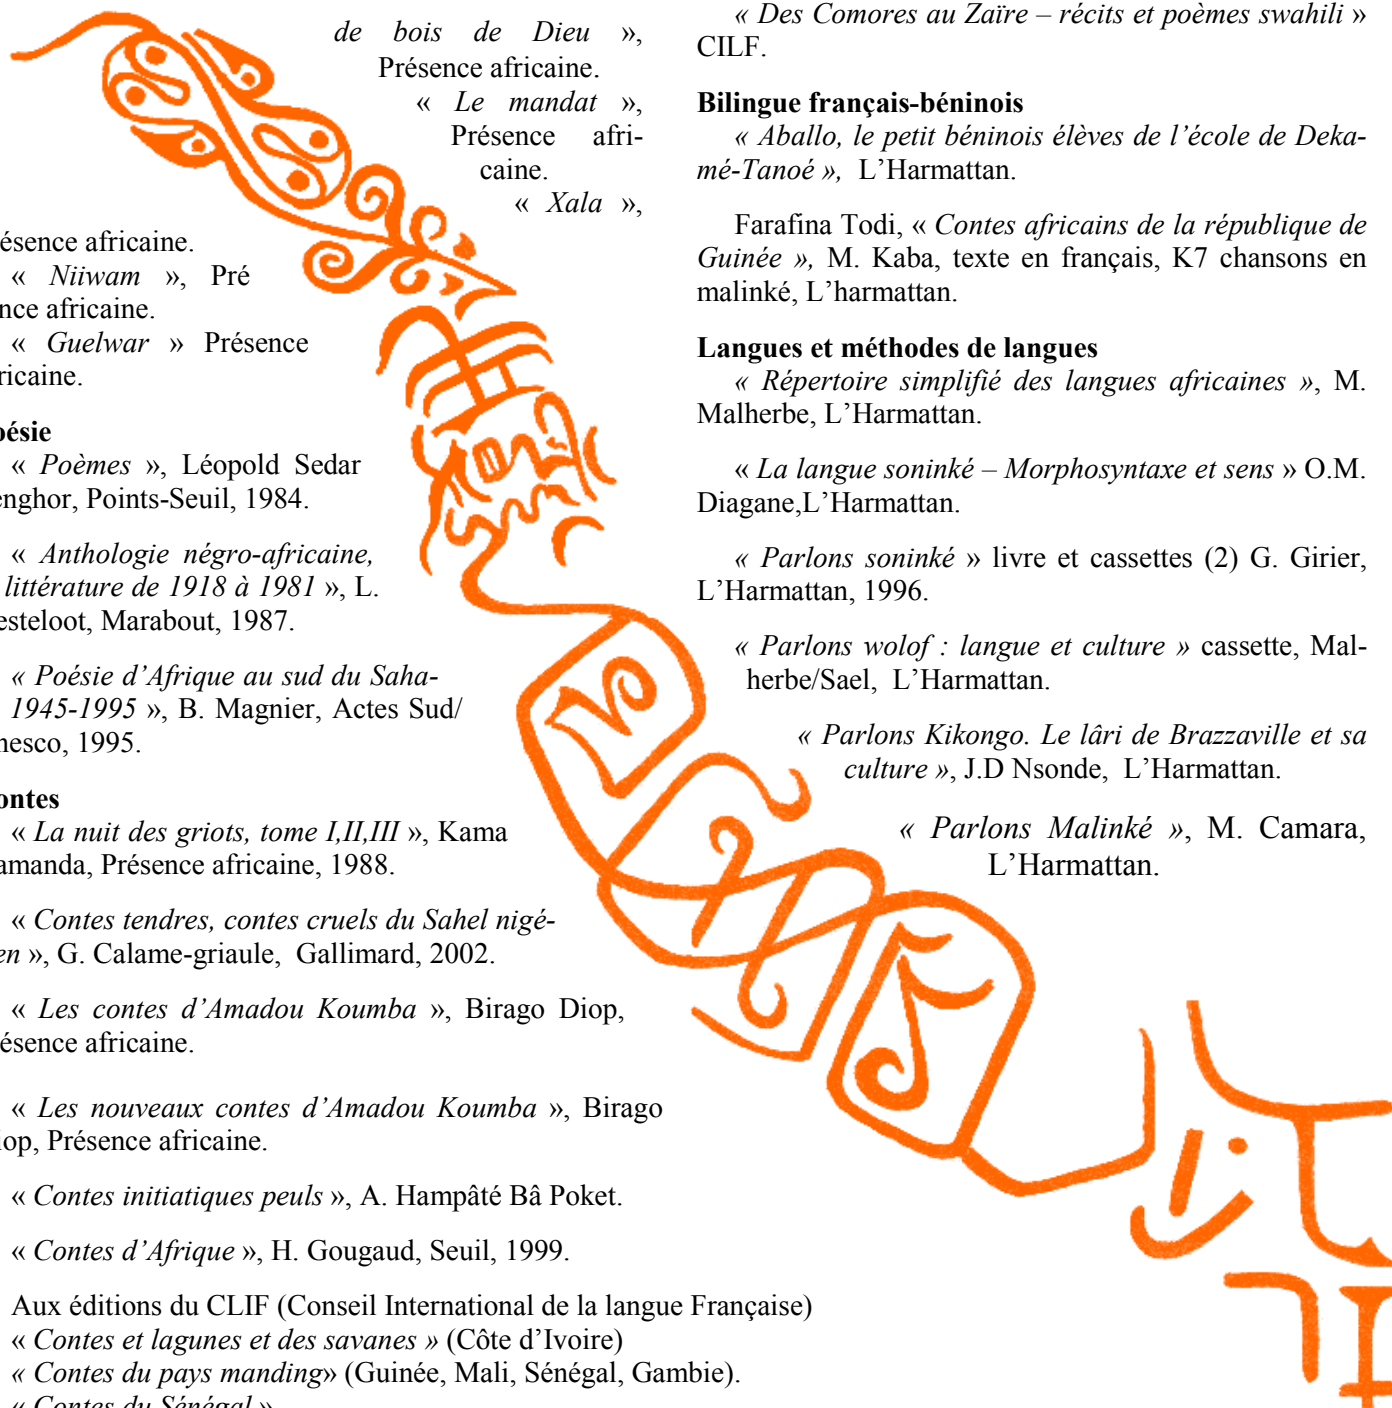 de bois de Dieu »,
Présence africaine.
« Le mandat »,
Présence afri-
caine.
« Xala »,
ésence africaine.
« Niiwam », Pré
nce africaine.
« Guelwar » Présence
ricaine.
oésie
« Poèmes », Léopold Sedar
enghor, Points-Seuil, 1984.
« Anthologie négro-africaine,
littérature de 1918 à 1981 », L.
esteloot, Marabout, 1987.
« Poésie d’Afrique au sud du Saha-
1945-1995 », B. Magnier, Actes Sud/
nesco, 1995.
ontes
« La nuit des griots, tome I,II,III », Kama
amanda, Présence africaine, 1988.
« Contes tendres, contes cruels du Sahel nigé-
en », G. Calame-griaule, Gallimard, 2002.
« Les contes d’Amadou Koumba », Birago Diop,
ésence africaine.
« Les nouveaux contes d’Amadou Koumba », Birago
iop, Présence africaine.
« Contes initiatiques peuls », A. Hampâté Bâ Poket.
« Contes d’Afrique », H. Gougaud, Seuil, 1999.
Aux éditions du CLIF (Conseil International de la langue Française)
« Contes et lagunes et des savanes » (Côte d’Ivoire)
« Contes du pays manding» (Guinée, Mali, Sénégal, Gambie).
« Contes du Sénégal »
« Des Comores au Zaïre – récits et poèmes swahili »
CILF.
Bilingue français-béninois
« Aballo, le petit béninois élèves de l’école de Deka-
mé-Tanoé », L’Harmattan.
Farafina Todi, « Contes africains de la république de
Guinée », M. Kaba, texte en français, K7 chansons en
malinké, L’harmattan.
Langues et méthodes de langues
« Répertoire simplifié des langues africaines », M.
Malherbe, L’Harmattan.
« La langue soninké – Morphosyntaxe et sens » O.M.
Diagane,L’Harmattan.
« Parlons soninké » livre et cassettes (2) G. Girier,
L’Harmattan, 1996.
« Parlons wolof : langue et culture » cassette, Mal-
herbe/Sael, L’Harmattan.
« Parlons Kikongo. Le lâri de Brazzaville et sa
culture », J.D Nsonde, L’Harmattan.
« Parlons Malinké », M. Camara,
L’Harmattan.